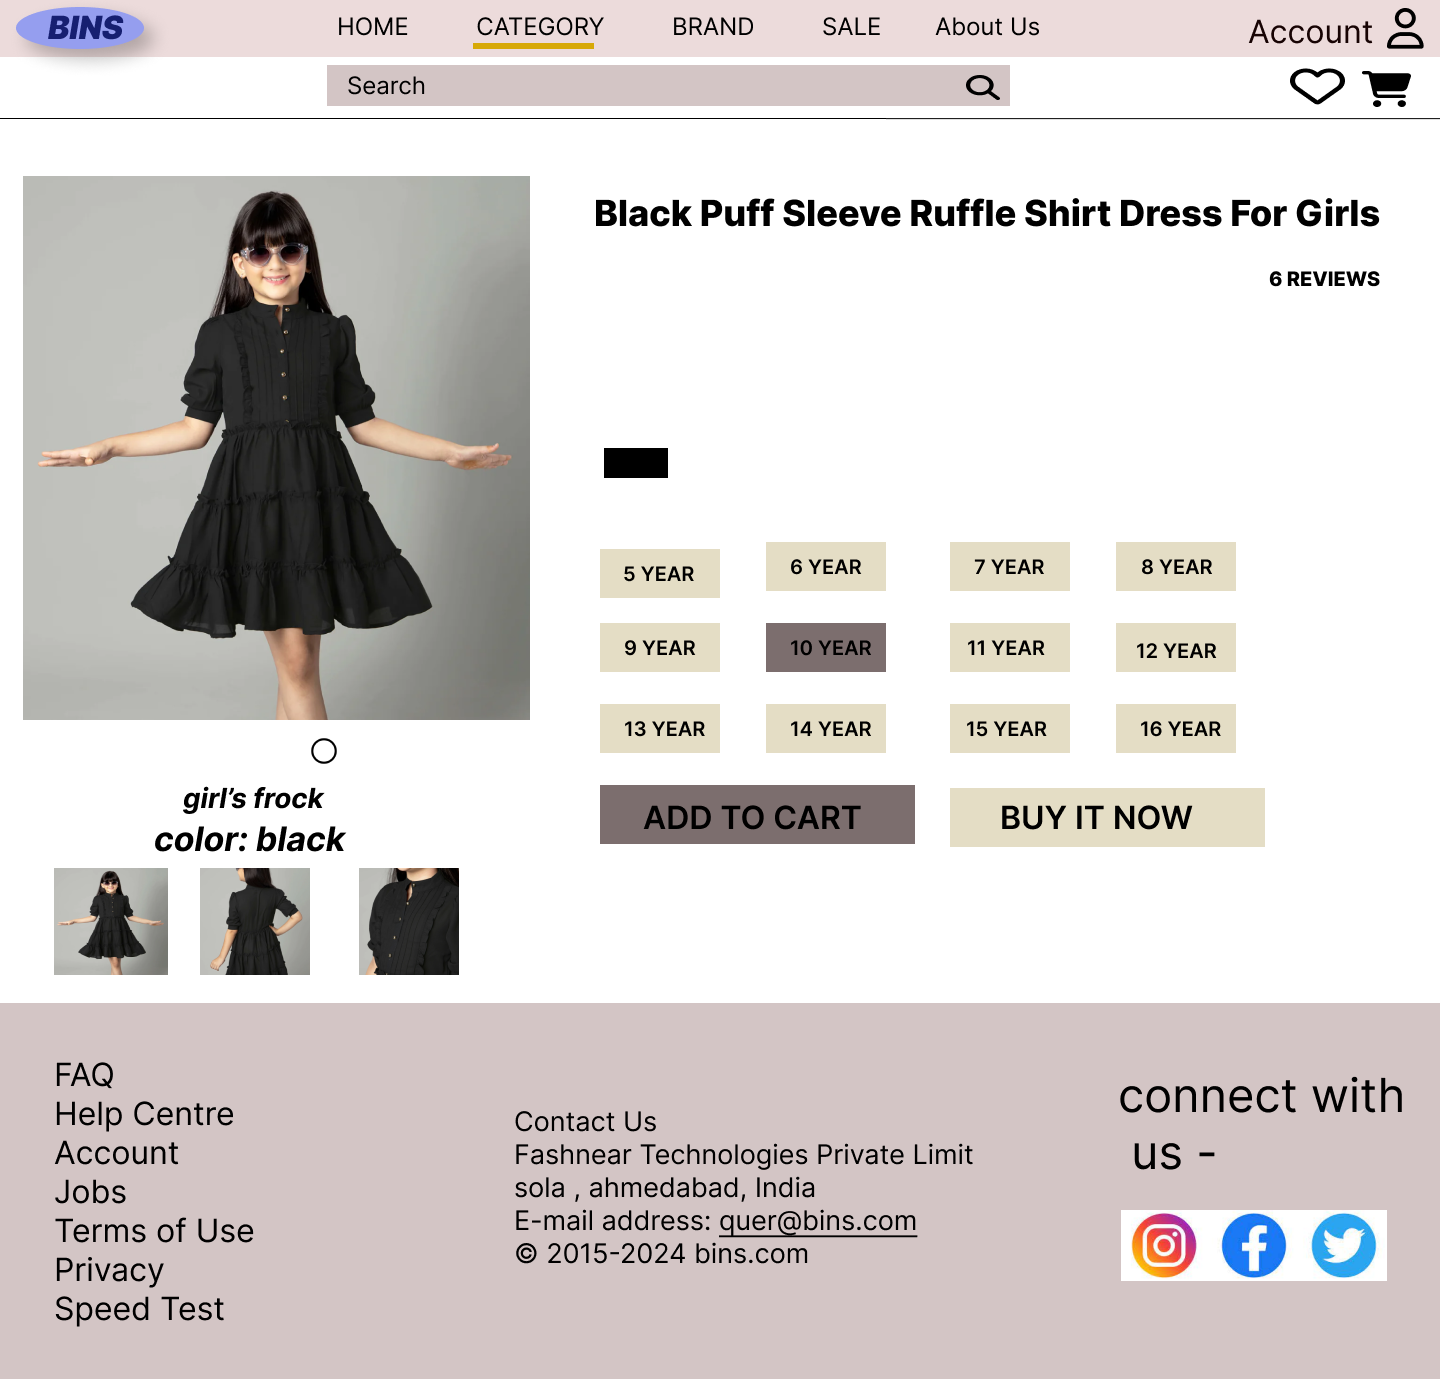 BINS
HOME
CATEGORY
BRAND
SALE
About Us
Account
Search
Black Puff Sleeve Ruffle Shirt Dress For Girls
6 REVIEWS
5 YEAR
6 YEAR
7 YEAR
8 YEAR
9 YEAR
10 YEAR
11 YEAR
12 YEAR
13 YEAR
14 YEAR
15 YEAR
16 YEAR
ADD TO CART
BUY IT NOW
girl’s frock
color: black
FAQ
Help Centre
Account
Jobs
Terms of Use
Privacy
Speed Test
Contact Us
Fashnear Technologies Private Limit
sola , ahmedabad, India
E-mail address: quer@bins.com
© 2015-2024 bins.com
connect with
us -